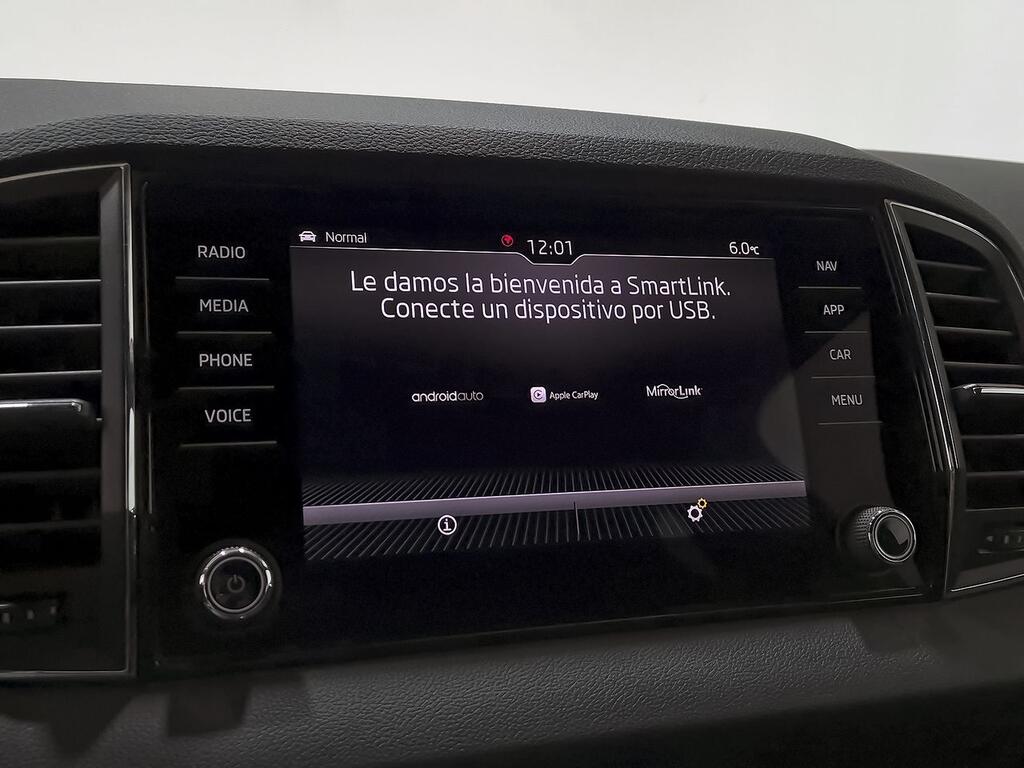 RADIO
MEDIA
PHONE
VOICE
Normal
12:01
6.0°C
Le damos la bienvenida a SmartLink.
Conecte un dispositivo por USB.
androidauto
Apple CarPlay
MirrorLink
NAV
APP
CAR
MENU